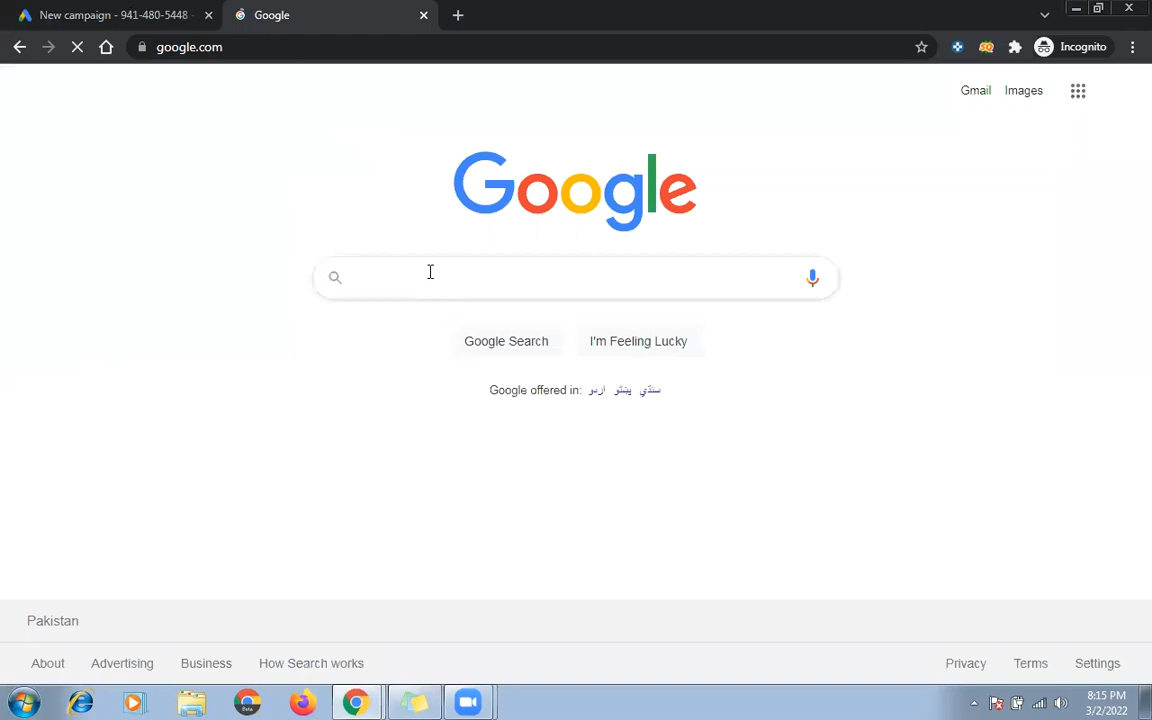 New campaign - 941-480-5448
Google
google.com
Incognito
Gmail Images
Google
Google Search I'm Feeling Lucky
Google offered in: اردو پښتو سنڌي
Pakistan
About Advertising Business How Search works Privacy Terms Settings
8:15 PM
3/2/2022